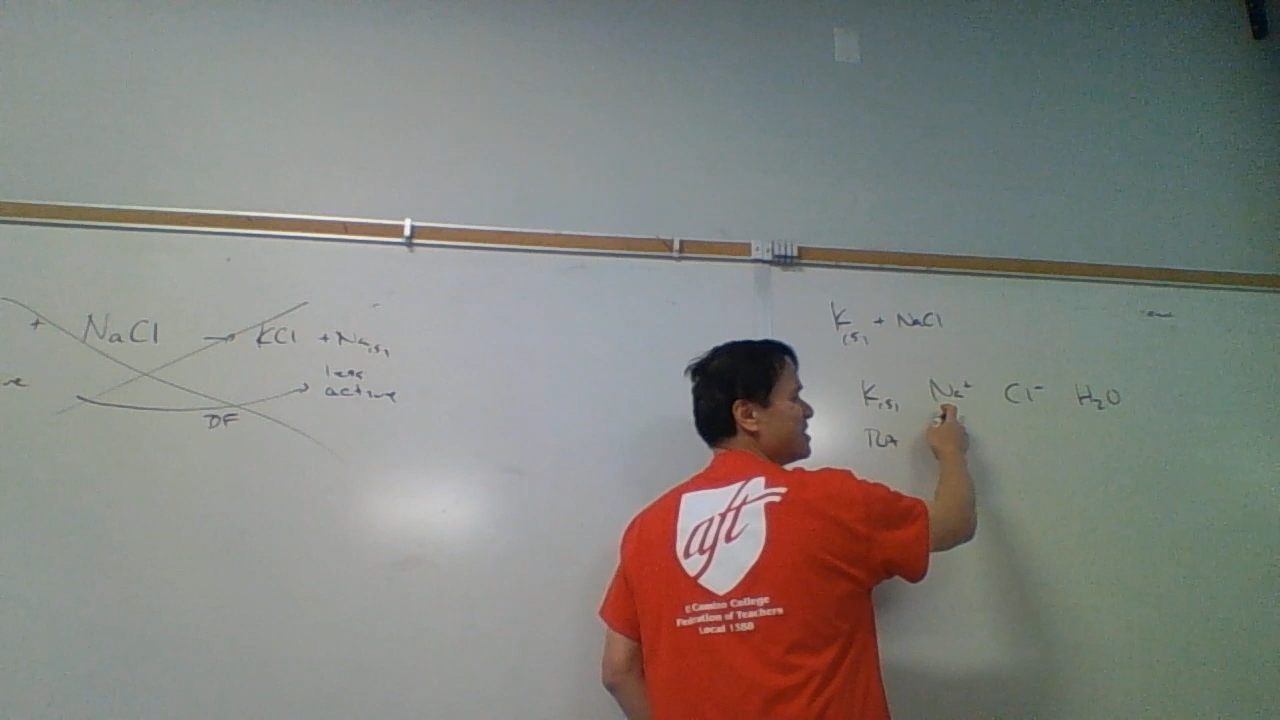 + NaCl → KCl + Na(s)
less
active
DF
K(s) + NaCl
K(s) Na⁺ Cl⁻ H₂O
aft
El Camino College
Federation of Teachers
Local 1388